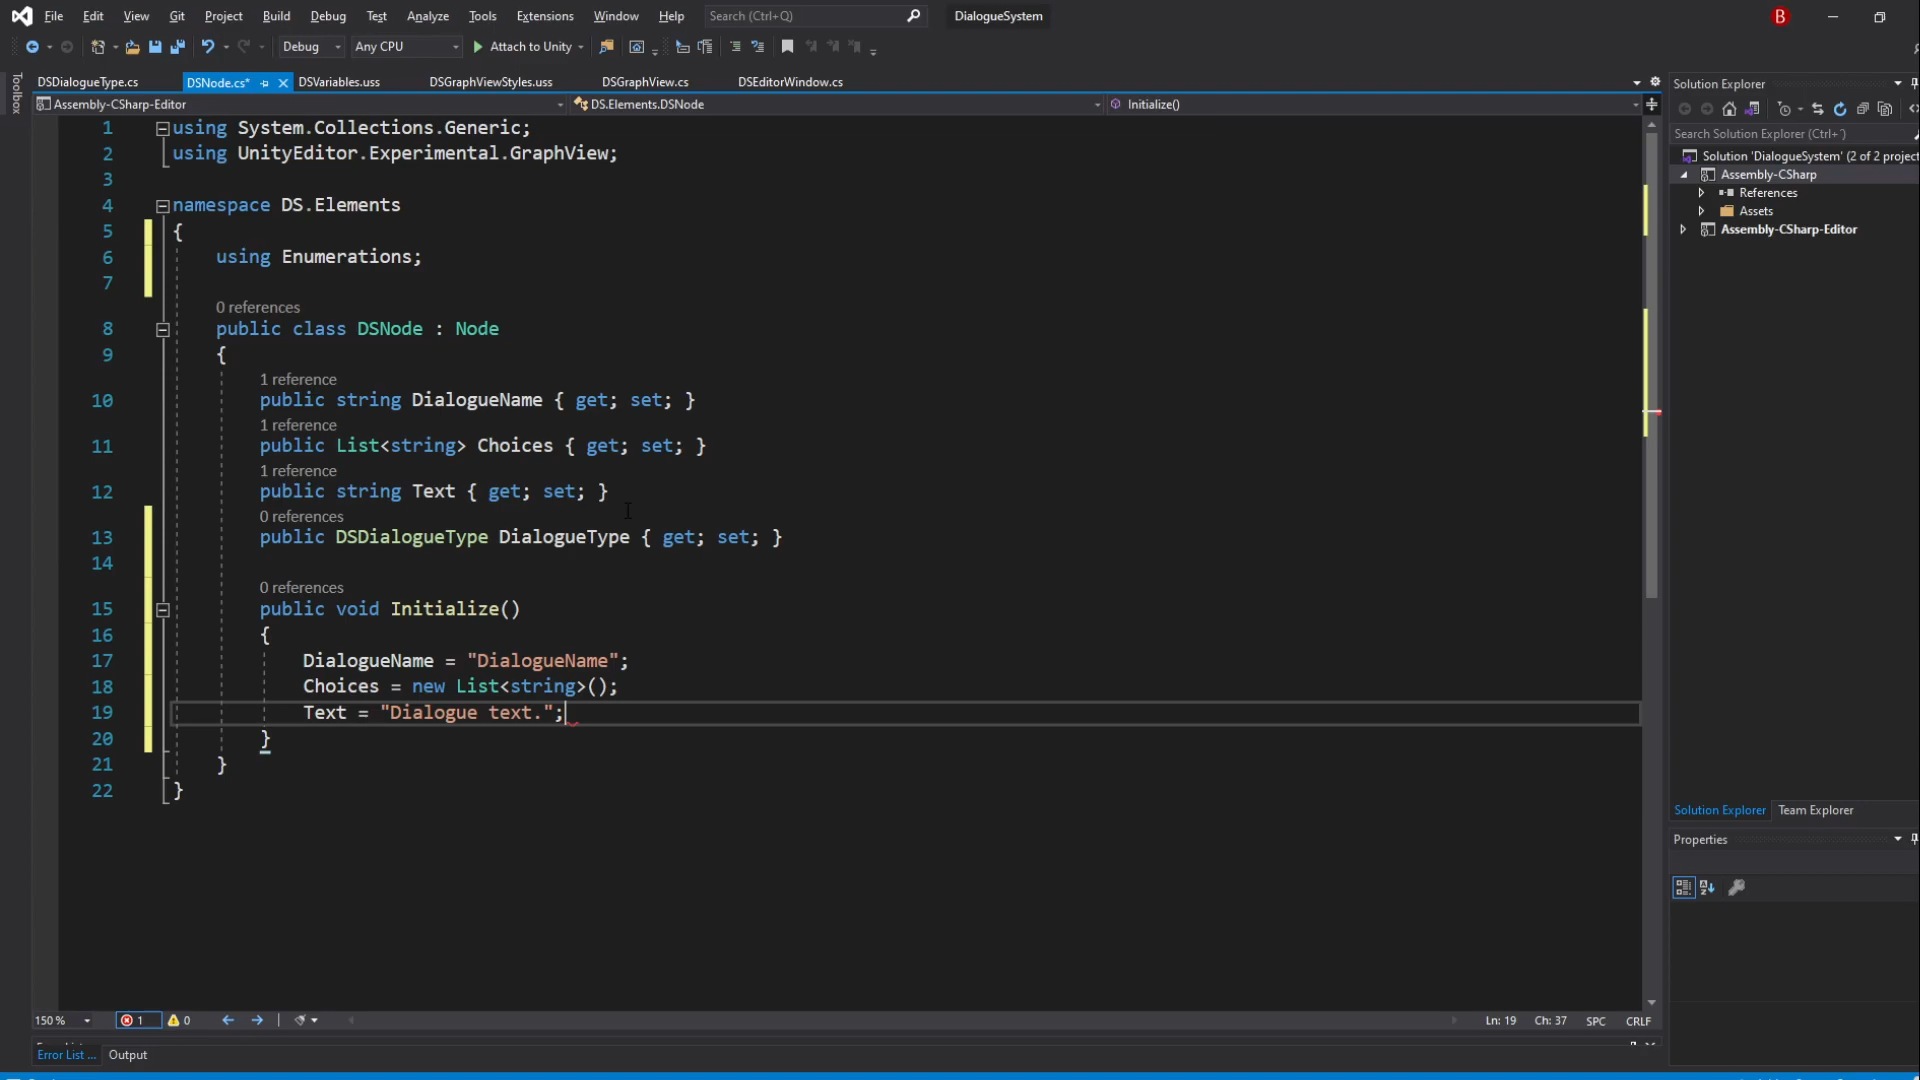 File Edit View Git Project Build Debug Test Analyze Tools Extensions Window Help Search (Ctrl+Q) DialogueSystem B
Debug Any CPU Attach to Unity
Toolbox
DSDialogueType.cs DSNode.cs* DSVariables.uss DSGraphViewStyles.uss DSGraphView.cs DSEditorWindow.cs
Assembly-CSharp-Editor DS.Elements.DSNode Initialize()
1 using System.Collections.Generic;
2 using UnityEditor.Experimental.GraphView;
3
4 namespace DS.Elements
5 {
6 using Enumerations;
7
0 references
8 public class DSNode : Node
9 {
1 reference
10 public string DialogueName { get; set; }
1 reference
11 public List<string> Choices { get; set; }
1 reference
12 public string Text { get; set; }
0 references
13 public DSDialogueType DialogueType { get; set; }
14
0 references
15 public void Initialize()
16 {
17 DialogueName = "DialogueName";
18 Choices = new List<string>();
19 Text = "Dialogue text.";
20 }
21 }
22 }
150 % 1 0 Ln: 19 Ch: 37 SPC CRLF
Error List ... Output
Solution Explorer
Search Solution Explorer (Ctrl+´)
Solution 'DialogueSystem' (2 of 2 project
Assembly-CSharp
References
Assets
Assembly-CSharp-Editor
Solution Explorer Team Explorer
Properties